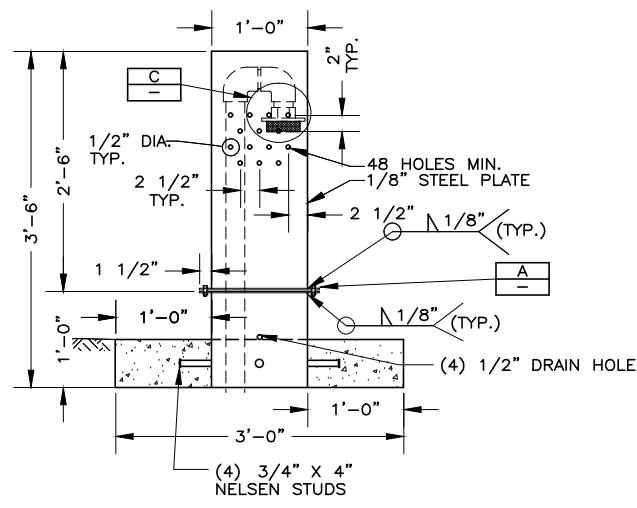 1'-0"
2"
TYP.
C
–
1/2" DIA.
TYP.
48 HOLES MIN.
1/8" STEEL PLATE
2 1/2"
TYP.
2 1/2"
2'-6"
3'-6"
1/8" (TYP.)
1 1/2"
A
–
1'-0"
1'-0"
1/8" (TYP.)
(4) 1/2" DRAIN HOLE
1'-0"
3'-0"
(4) 3/4" X 4"
NELSEN STUDS